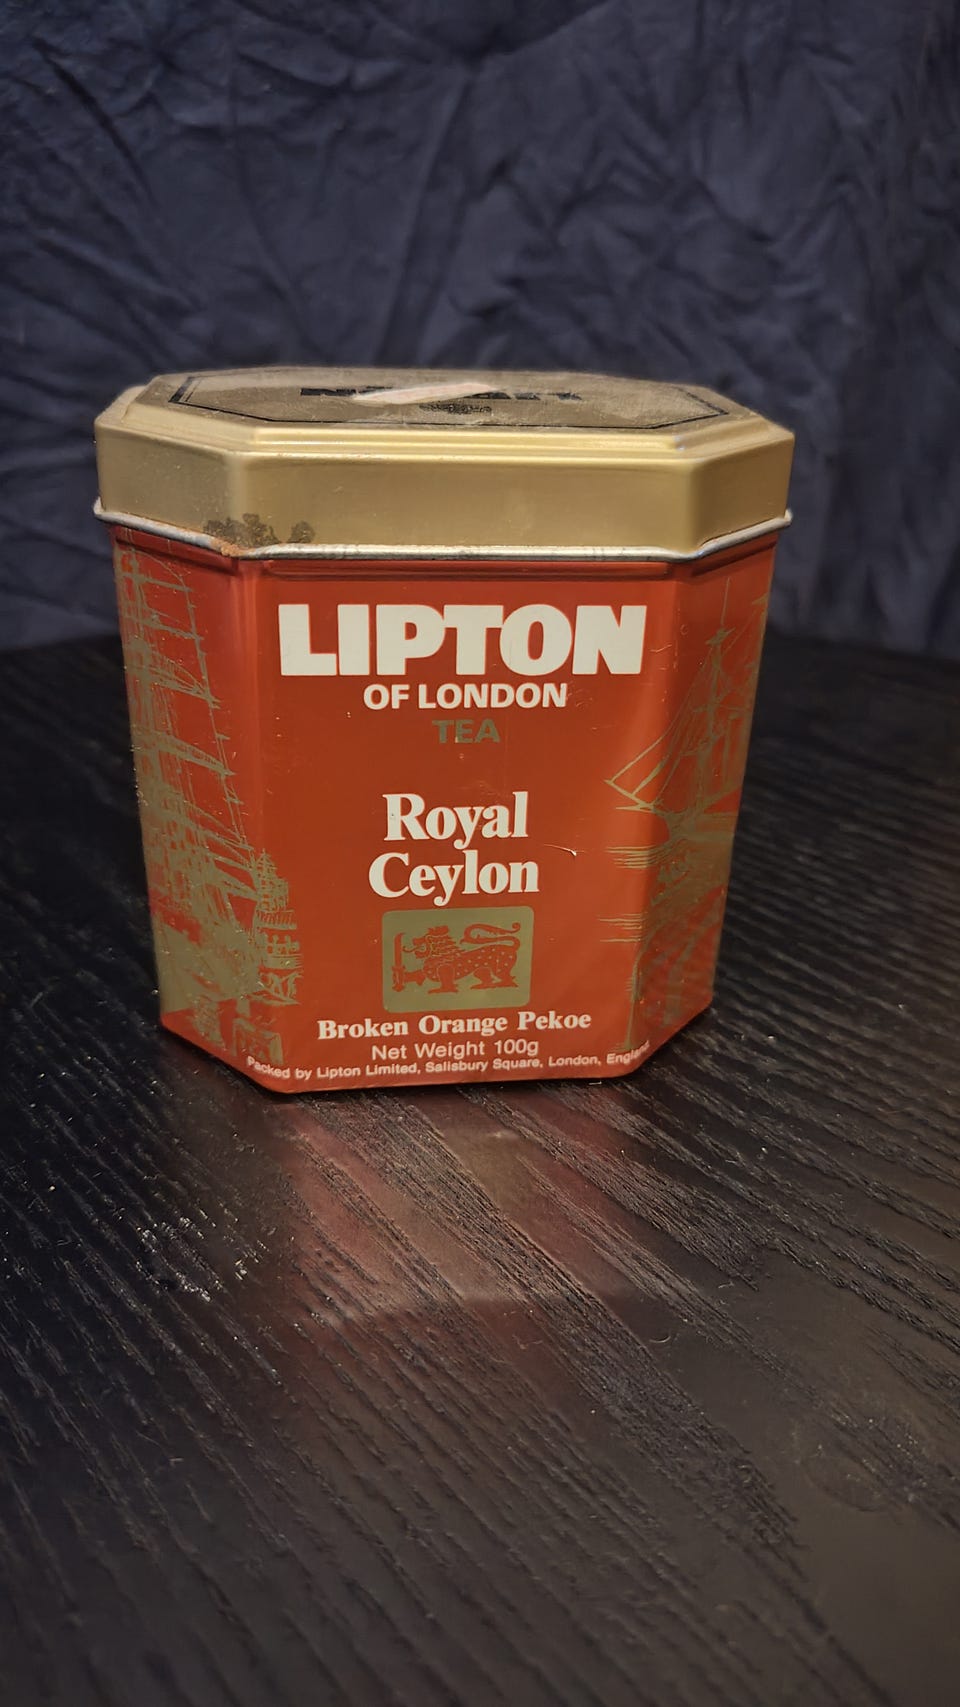 LIPTON
OF LONDON
TEA
Royal
Ceylon
Broken Orange Pekoe
Net Weight 100g
Packed by Lipton Limited, Salisbury Square, London, England